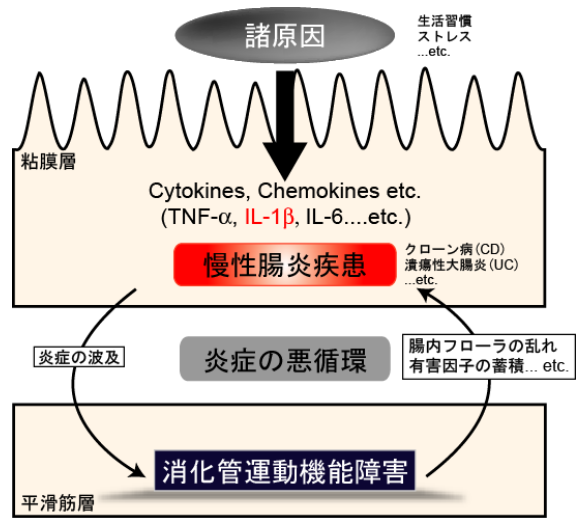 諸原因
生活習慣
ストレス
...etc.
粘膜層
Cytokines, Chemokines etc.
(TNF-α, IL-1β, IL-6....etc.)
慢性腸炎疾患
クローン病(CD)
潰瘍性大腸炎(UC)
...etc.
炎症の波及
炎症の悪循環
腸内フローラの乱れ
有害因子の蓄積... etc.
消化管運動機能障害
平滑筋層